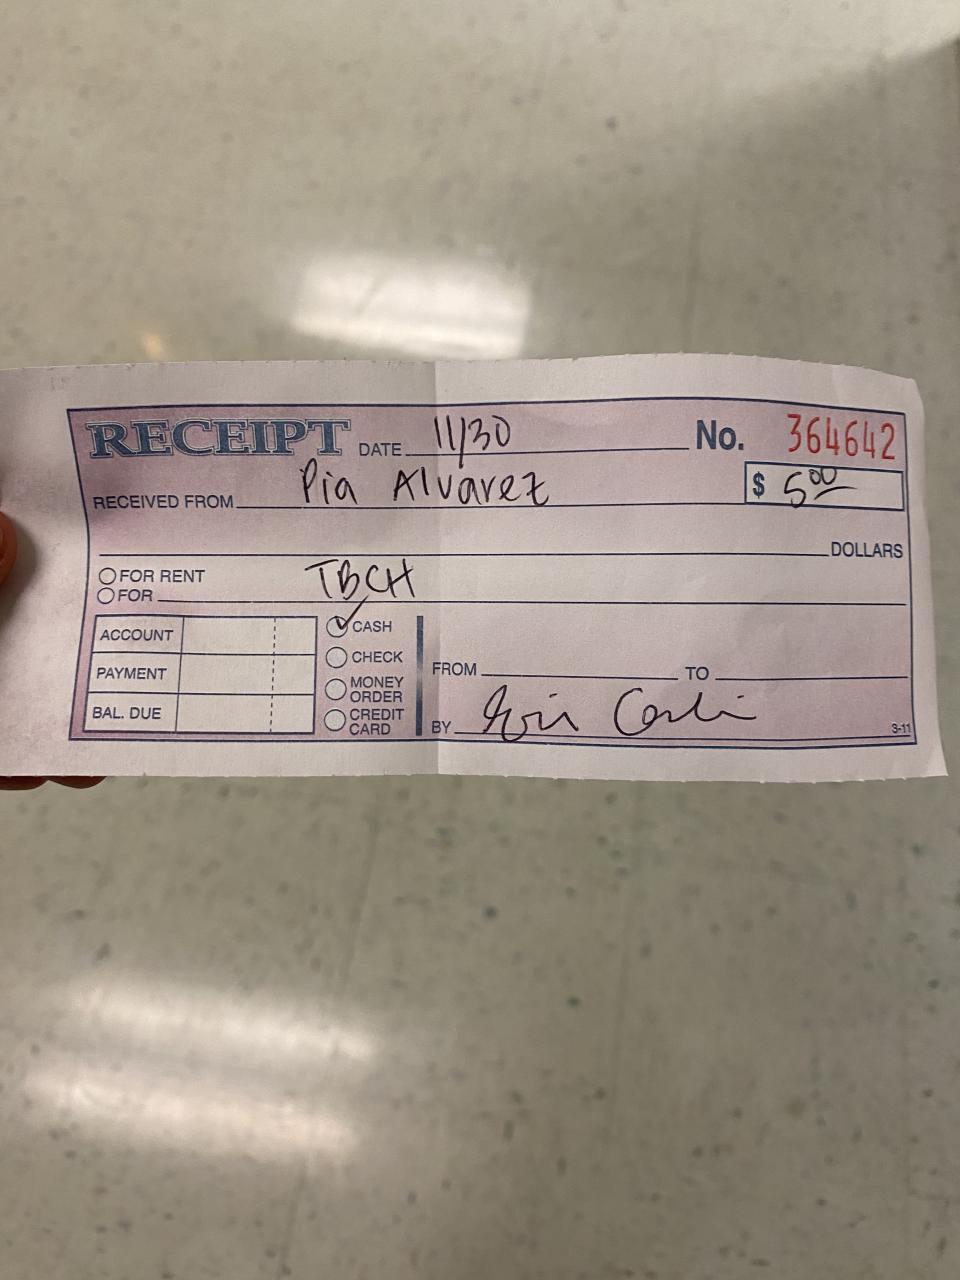 RECEIPT DATE 11/30 No. 364642
RECEIVED FROM Pia Alvarez $ 5.00
DOLLARS
FOR RENT
FOR TBCH
ACCOUNT
PAYMENT
BAL. DUE
CASH
CHECK
MONEY ORDER
CREDIT CARD
FROM TO
BY
S-11